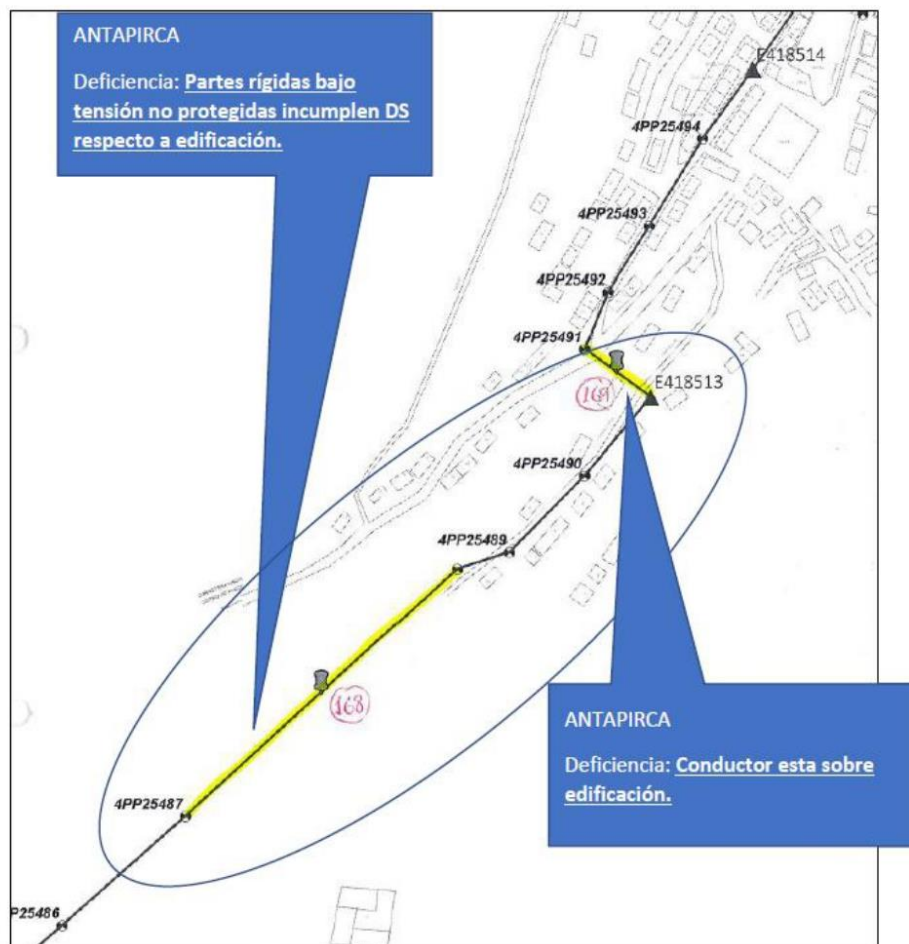 ANTAPIRCA
Deficiencia: Partes rígidas bajo
tensión no protegidas incumplen DS
respecto a edificación.
E418514
4PP25494
4PP25493
4PP25492
4PP25491
E418513
169
4PP25490
4PP25489
168
4PP25487
ANTAPIRCA
Deficiencia: Conductor esta sobre
edificación.
P25486